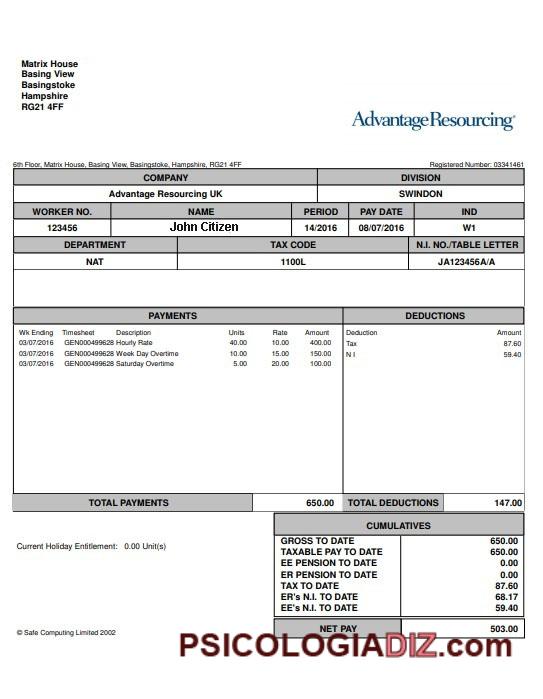 Matrix House
Basing View
Basingstoke
Hampshire
RG21 4FF
Advantage Resourcing
6th Floor, Matrix House, Basing View, Basingstoke, Hampshire, RG21 4FF Registered Number: 03341461
COMPANY DIVISION
Advantage Resourcing UK SWINDON
WORKER NO. NAME PERIOD PAY DATE IND
123456 John Citizen 14/2016 08/07/2016 W1
DEPARTMENT TAX CODE N.I. NO./TABLE LETTER
NAT 1100L JA123456A/A
PAYMENTS DEDUCTIONS
Wk Ending Timesheet Description Units Rate Amount Deduction Amount
03/07/2016 GEN000499628 Hourly Rate 40.00 10.00 400.00 Tax 87.60
03/07/2016 GEN000499628 Week Day Overtime 10.00 15.00 150.00 N I 59.40
03/07/2016 GEN000499628 Saturday Overtime 5.00 20.00 100.00
TOTAL PAYMENTS 650.00 TOTAL DEDUCTIONS 147.00
CUMULATIVES
Current Holiday Entitlement: 0.00 Unit(s)
GROSS TO DATE 650.00
TAXABLE PAY TO DATE 650.00
EE PENSION TO DATE 0.00
ER PENSION TO DATE 0.00
TAX TO DATE 87.60
ER's N.I. TO DATE 68.17
EE's N.I. TO DATE 59.40
© Safe Computing Limited 2002 NET PAY 503.00
PSICOLOGIADIZ.com